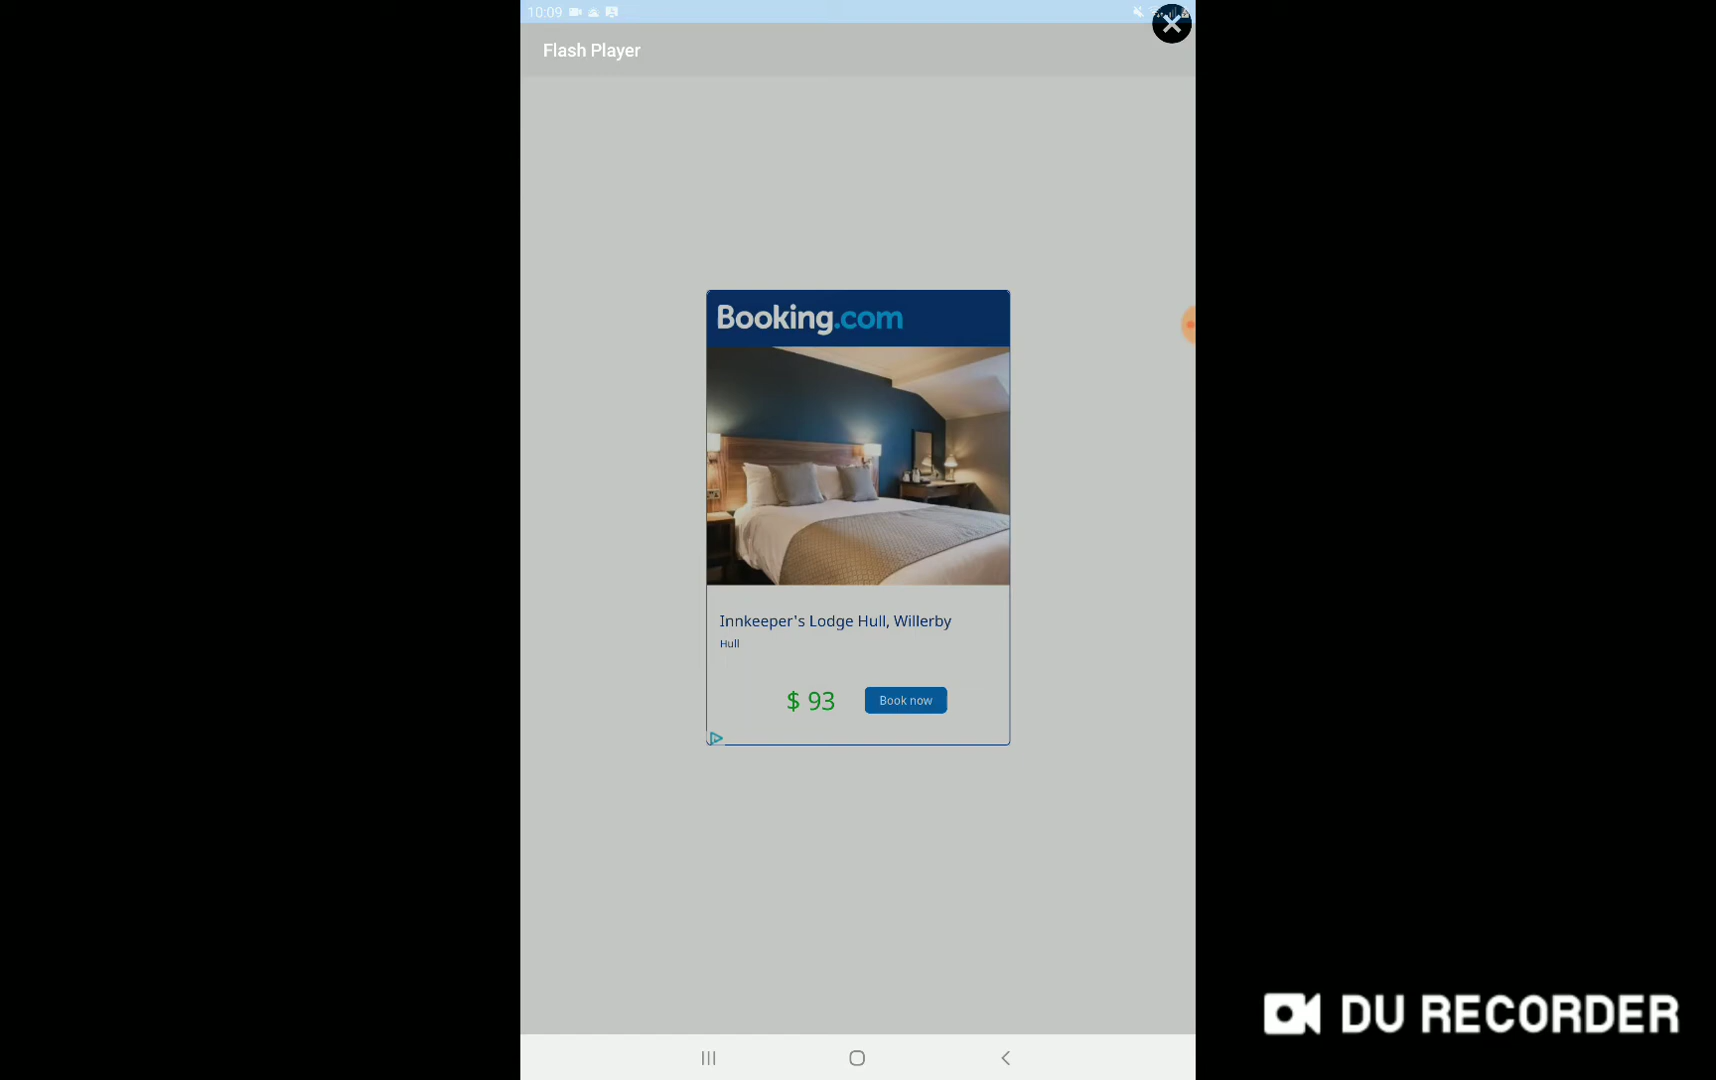 10:09
Flash Player
Booking.com
Innkeeper's Lodge Hull, Willerby
Hull
$ 93
Book now
DU RECORDER